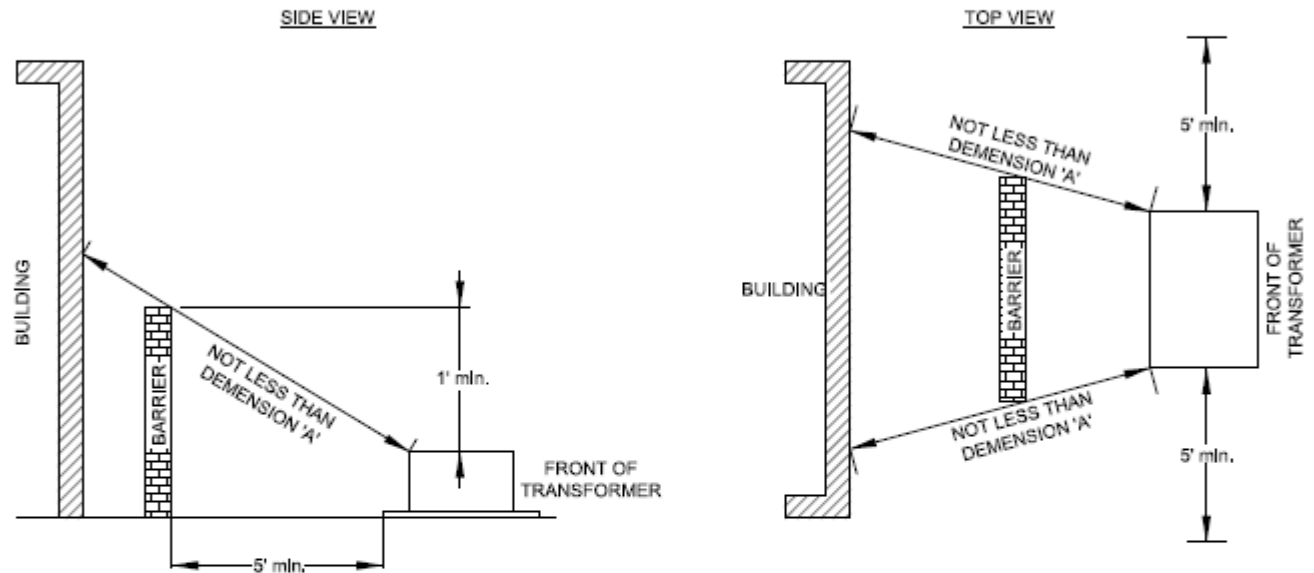 SIDE VIEW
BUILDING
BARRIER
NOT LESS THAN
DEMENSION 'A'
1' min.
FRONT OF
TRANSFORMER
5' min.
TOP VIEW
NOT LESS THAN
DEMENSION 'A'
5' min.
BUILDING
BARRIER
FRONT OF
TRANSFORMER
NOT LESS THAN
DEMENSION 'A'
5' min.